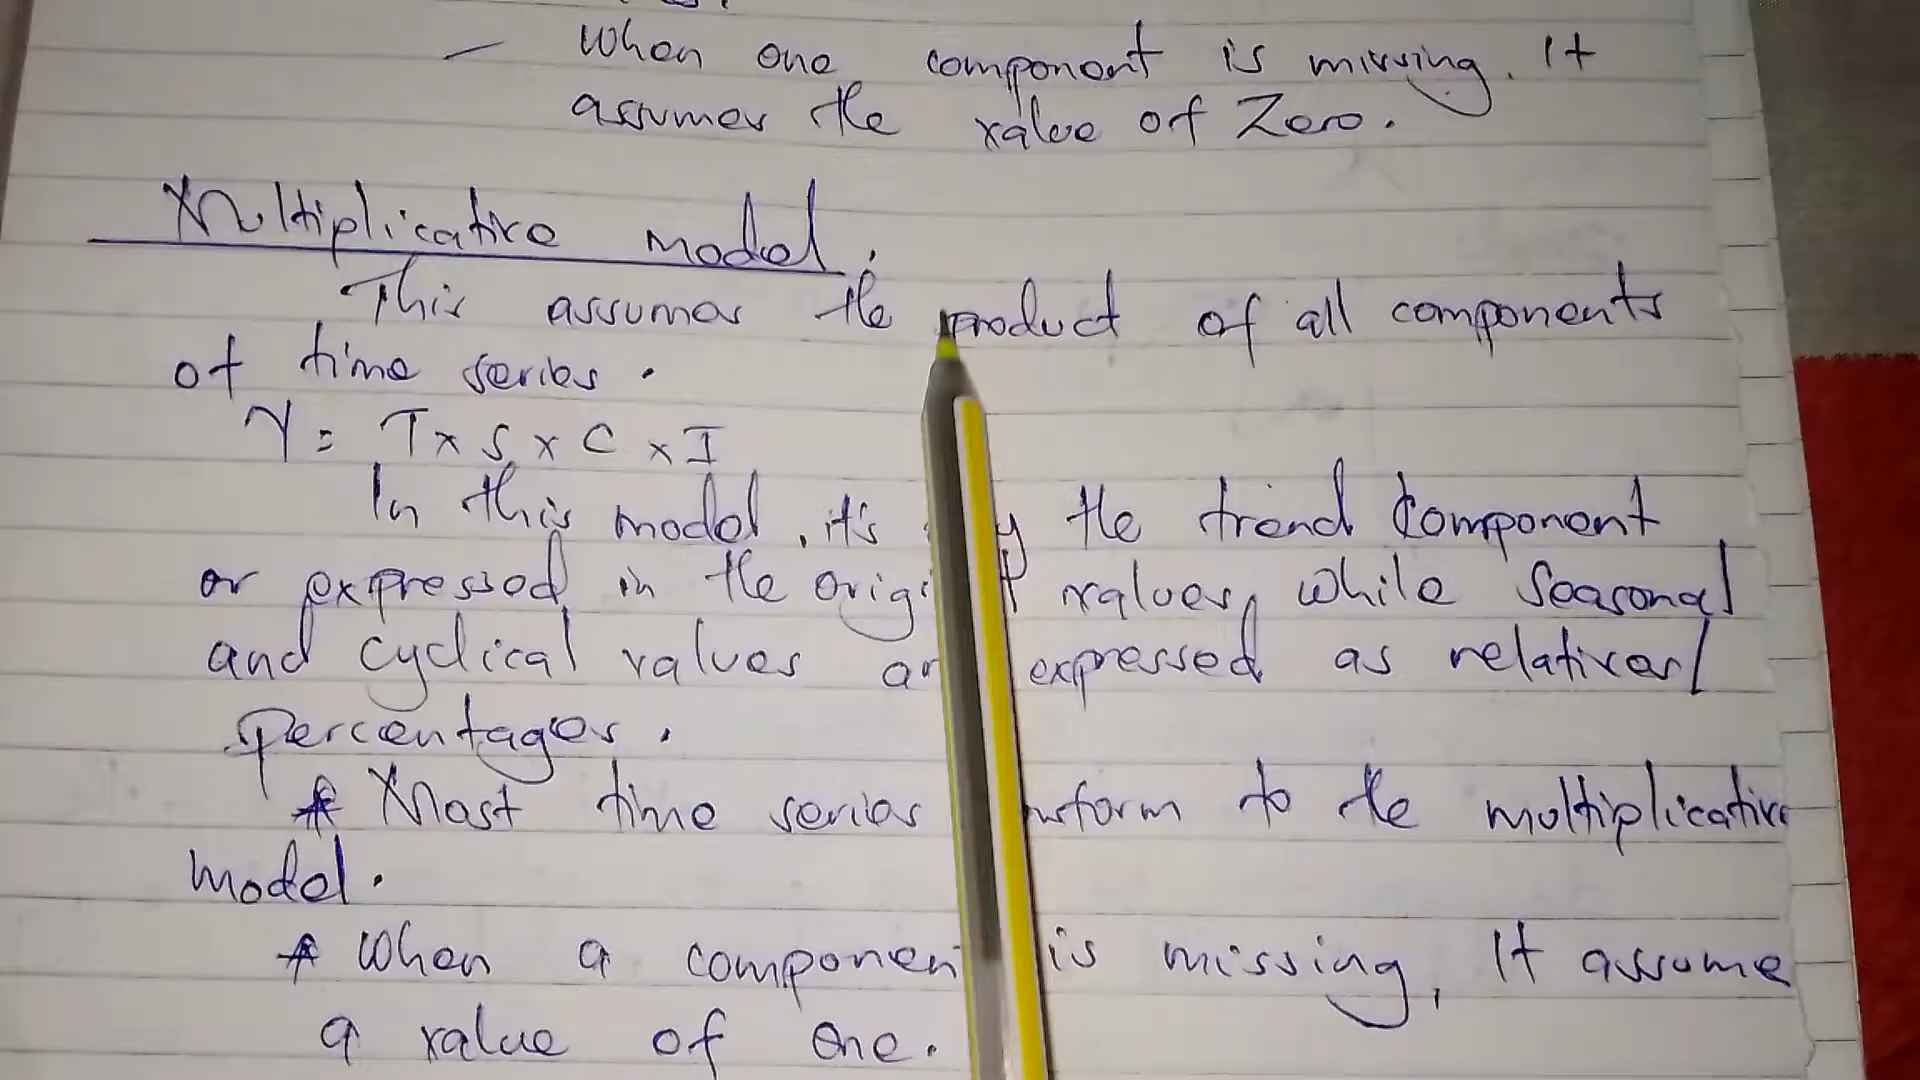 — When one component is missing. It
assumes the value of Zero.
Multiplicative model.
This assumes the product of all components
of time series.
Y = T x S x C x I
In this model, it's the trend component
or expressed in the values, while seasonal
and cyclical values expressed as relatives/
percentages.
* Most time series to the multiplicative
model.
* When a component is missing, It assume
a value of one.